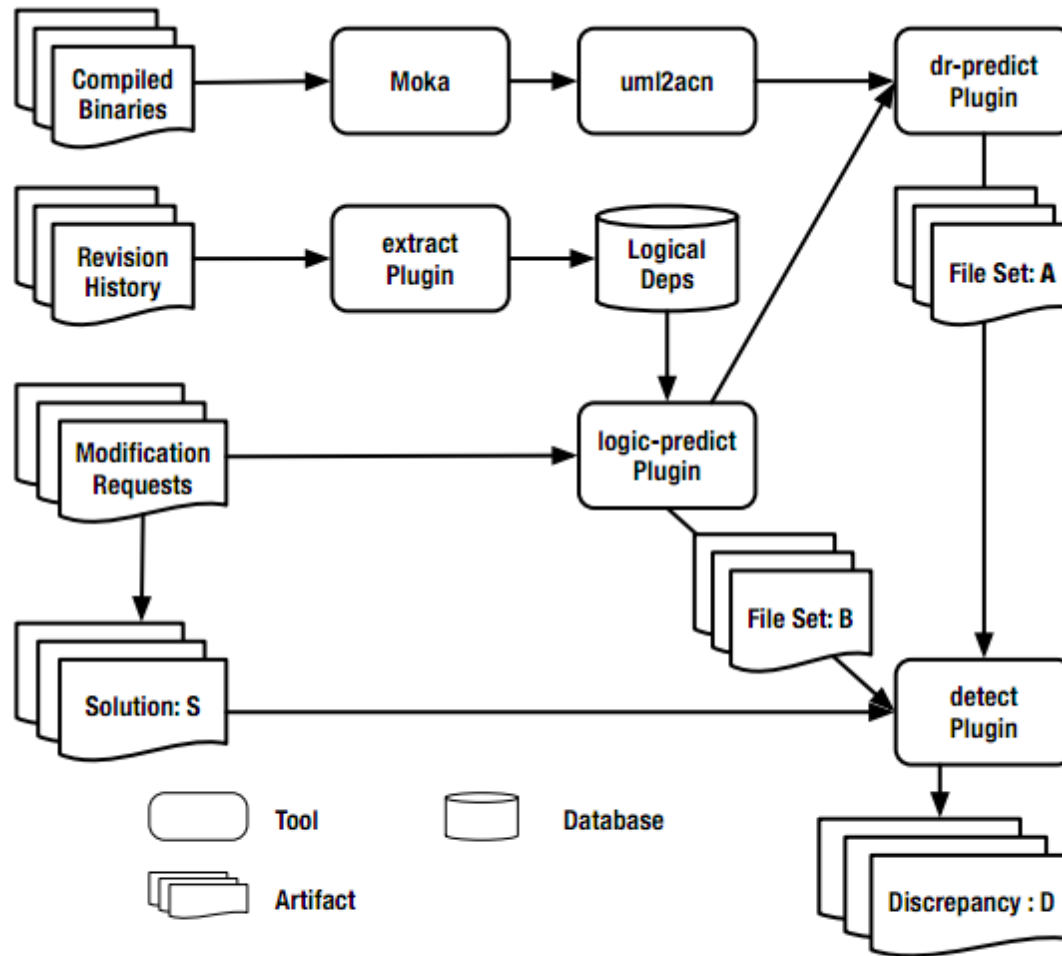 Compiled
Binaries
Moka
uml2acn
dr-predict
Plugin
Revision
History
extract
Plugin
Logical
Deps
File Set: A
Modification
Requests
logic-predict
Plugin
File Set: B
Solution: S
detect
Plugin
Tool
Database
Artifact
Discrepancy : D